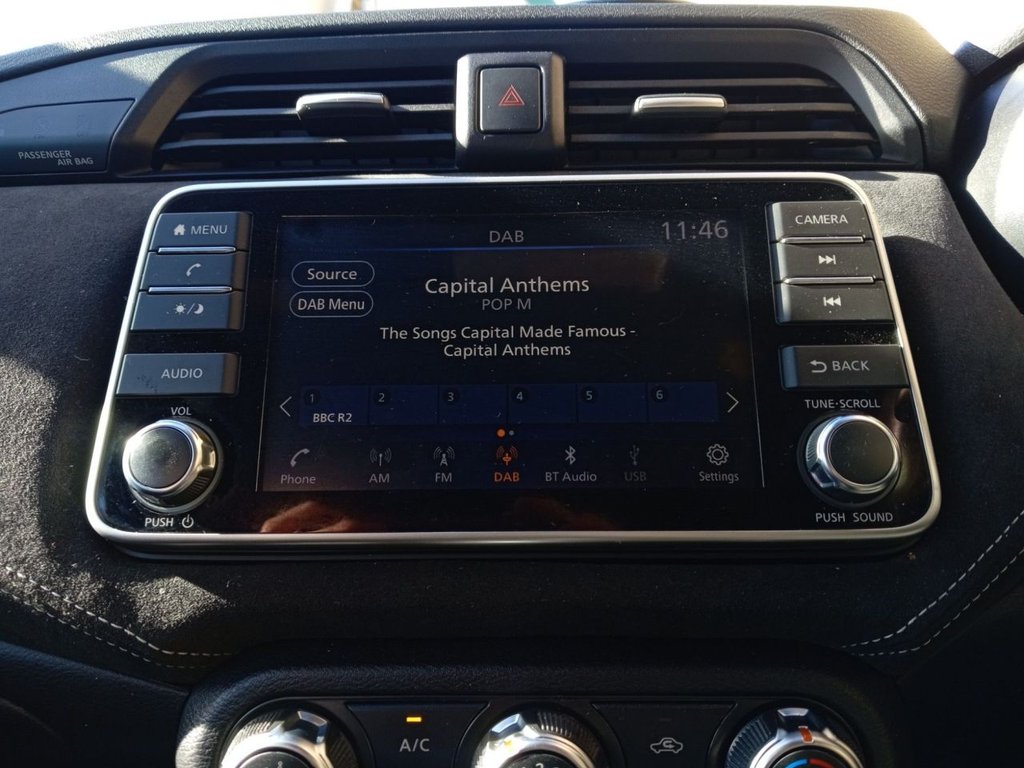 PASSENGER
AIR BAG
MENU
AUDIO
VOL
PUSH
DAB
11:46
Source
DAB Menu
Capital Anthems
POP M
The Songs Capital Made Famous -
Capital Anthems
1 2 3 4 5 6
BBC R2
Phone AM FM DAB BT Audio USB Settings
CAMERA
BACK
TUNE·SCROLL
PUSH SOUND
A/C